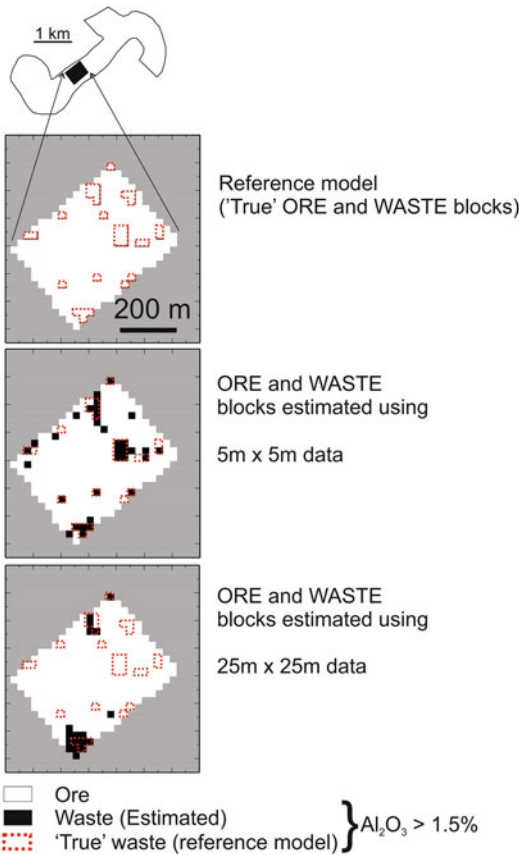 1 km
Reference model
('True' ORE and WASTE blocks)
200 m
ORE and WASTE
blocks estimated using
5m x 5m data
ORE and WASTE
blocks estimated using
25m x 25m data
Ore
Waste (Estimated)
'True' waste (reference model)
} Al₂O₃ > 1.5%